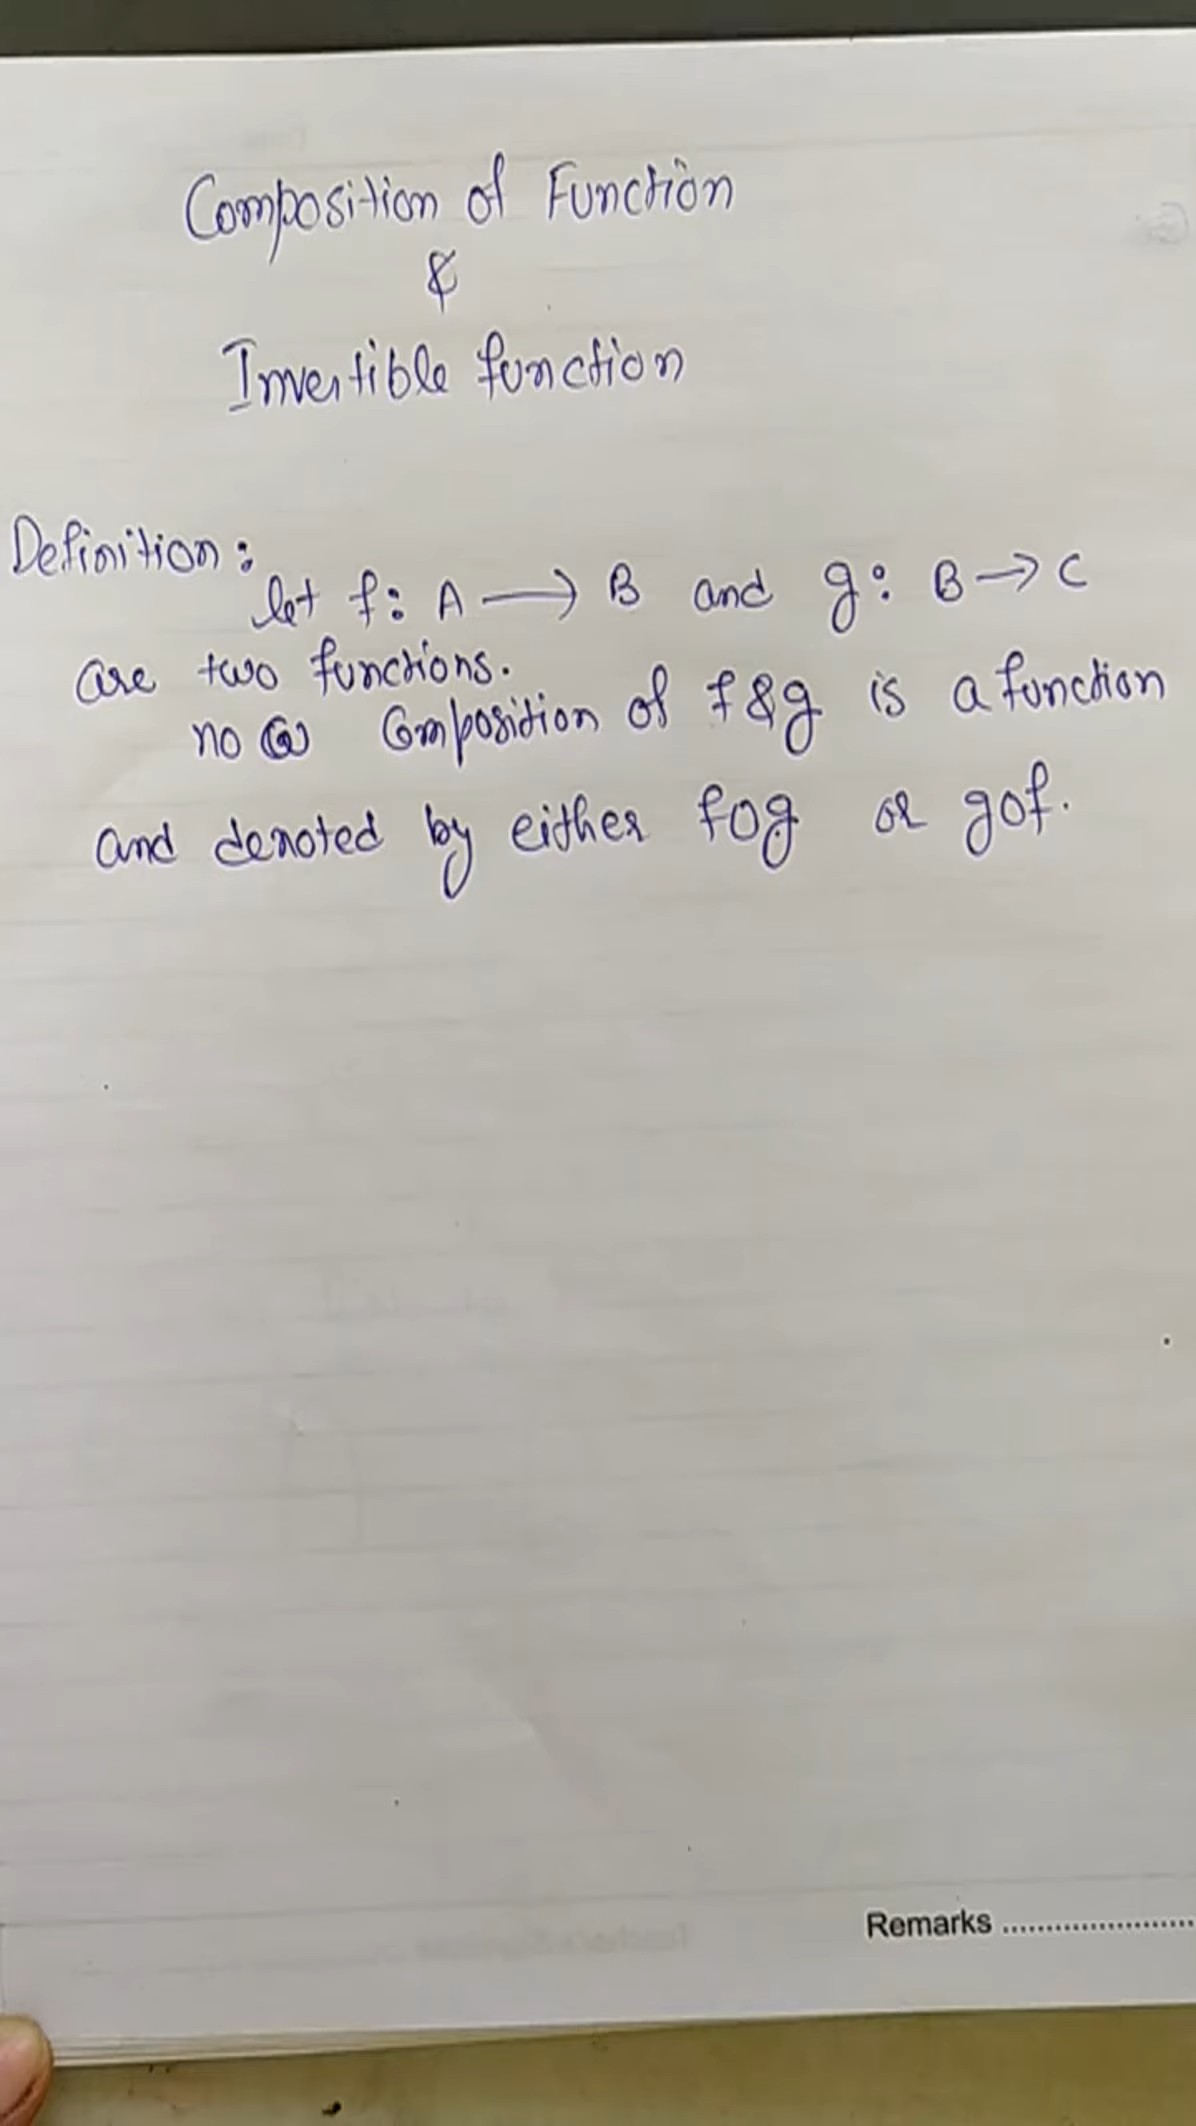 Composition of Function
&
Invertible function
Definition:
let f: A → B and g: B → C
are two functions.
now Composition of f & g is a function
and denoted by either fog or gof.
Remarks ......................